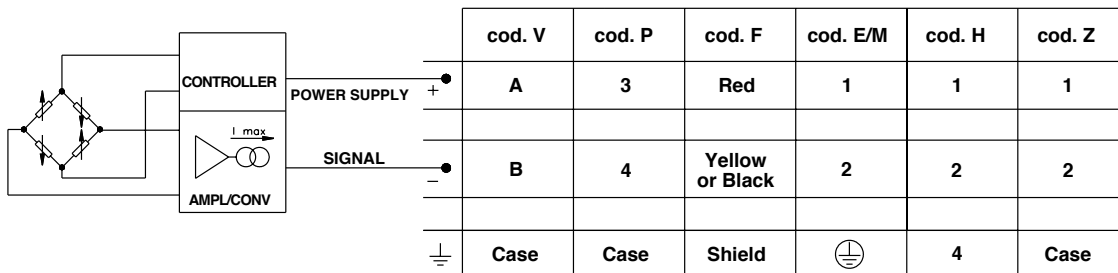 cod. V cod. P cod. F cod. E/M cod. H cod. Z
CONTROLLER
POWER SUPPLY + A 3 Red 1 1 1
I max
SIGNAL
AMPL/CONV
− B 4 Yellow or Black 2 2 2
Case Case Shield 4 Case